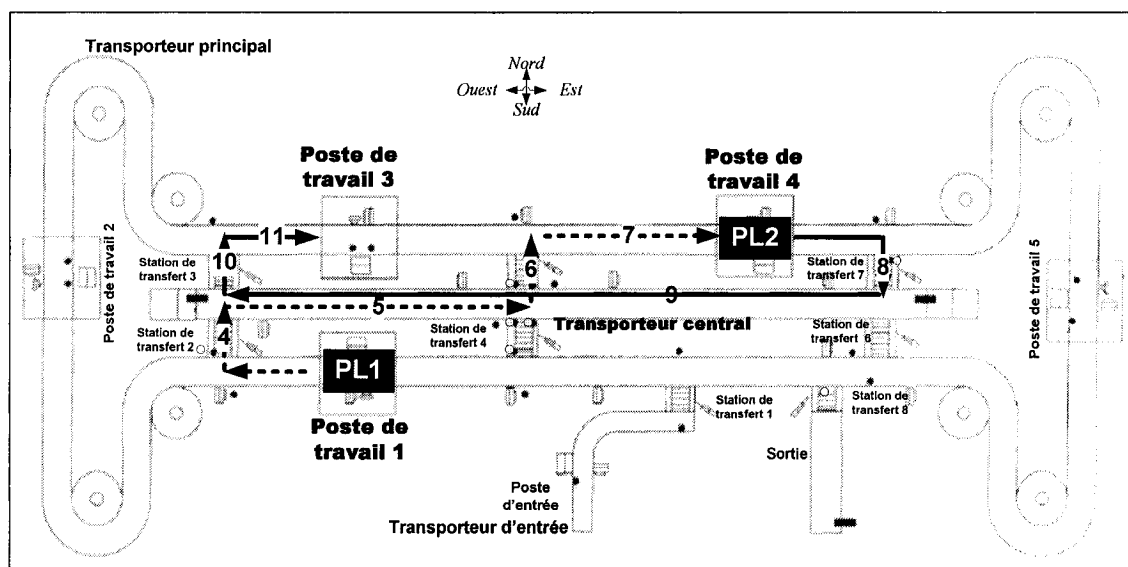 Transporteur principal
Nord
Ouest
Est
Sud
Poste de
travail 3
Poste de
travail 4
Poste de travail 2
11
7
PL2
Station de
transfert 3
10
6
Station de
transfert 7
8
5
9
Station de
transfert 2
4
Station de
transfert 4
Transporteur central
Station de
transfert 6
Poste de travail 5
PL1
Station de
transfert 1
Station de
transfert 8
Poste de
travail 1
Sortie
Poste
d'entrée
Transporteur d'entrée